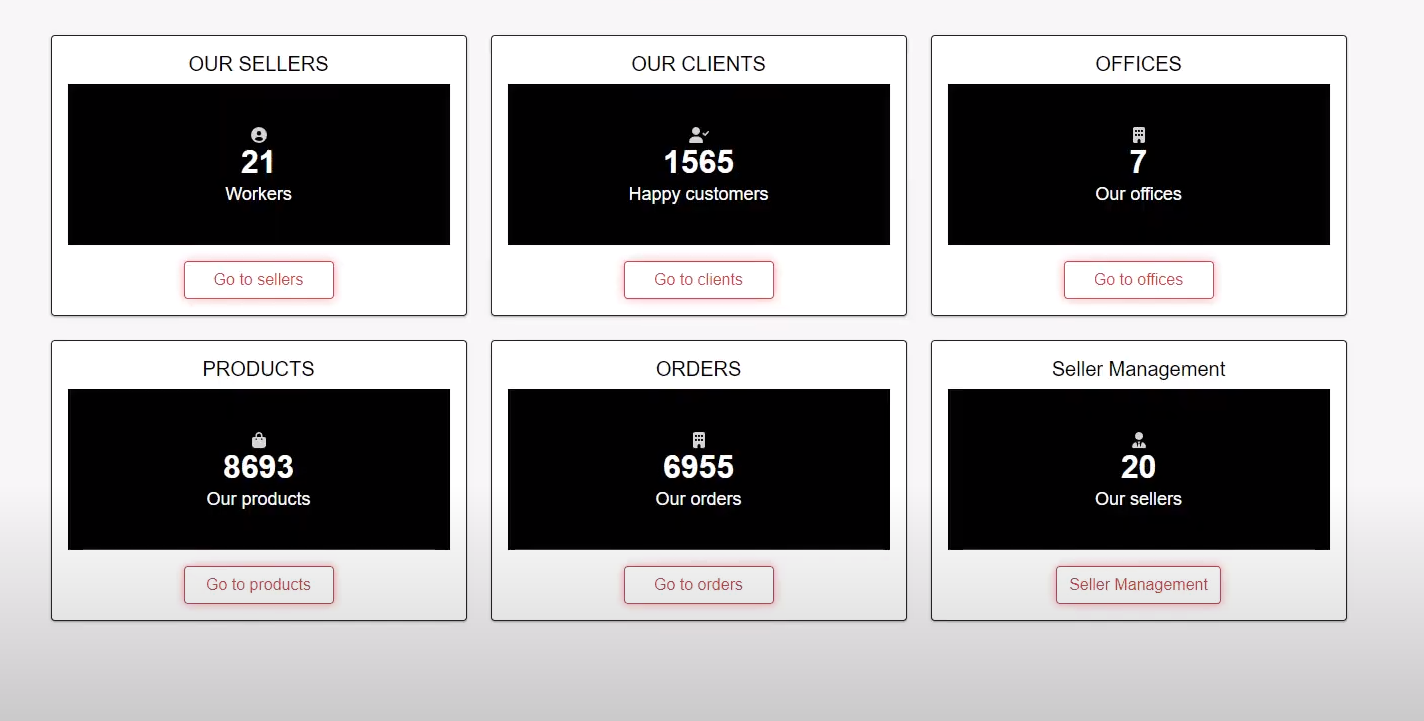 OUR SELLERS
21
Workers
Go to sellers
OUR CLIENTS
1565
Happy customers
Go to clients
OFFICES
7
Our offices
Go to offices
PRODUCTS
8693
Our products
Go to products
ORDERS
6955
Our orders
Go to orders
Seller Management
20
Our sellers
Seller Management